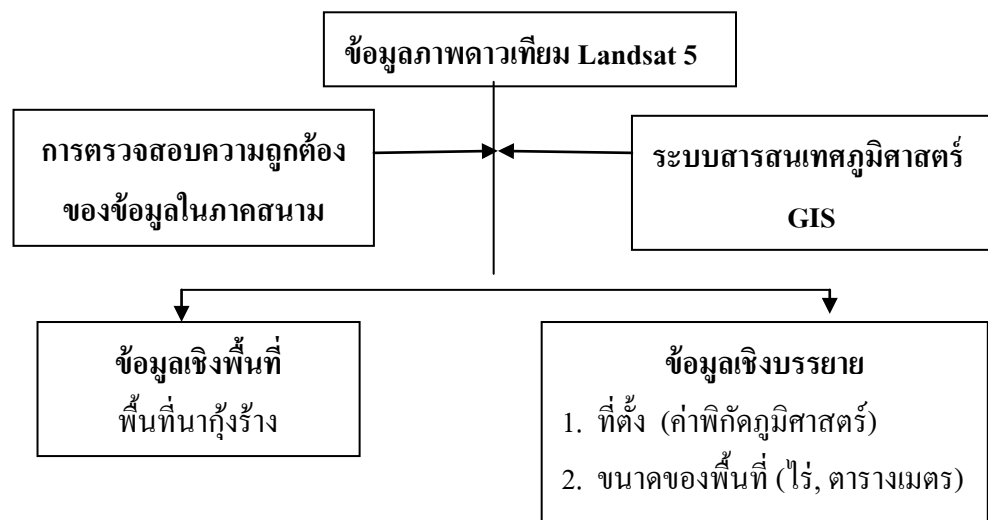 ข้อมูลภาพดาวเทียม Landsat 5
การตรวจสอบความถูกต้อง
ของข้อมูลในภาคสนาม
ระบบสารสนเทศภูมิศาสตร์
GIS
ข้อมูลเชิงพื้นที่
พื้นที่นากุ้งร้าง
ข้อมูลเชิงบรรยาย
1. ที่ตั้ง (ค่าพิกัดภูมิศาสตร์)
2. ขนาดของพื้นที่ (ไร่, ตารางเมตร)